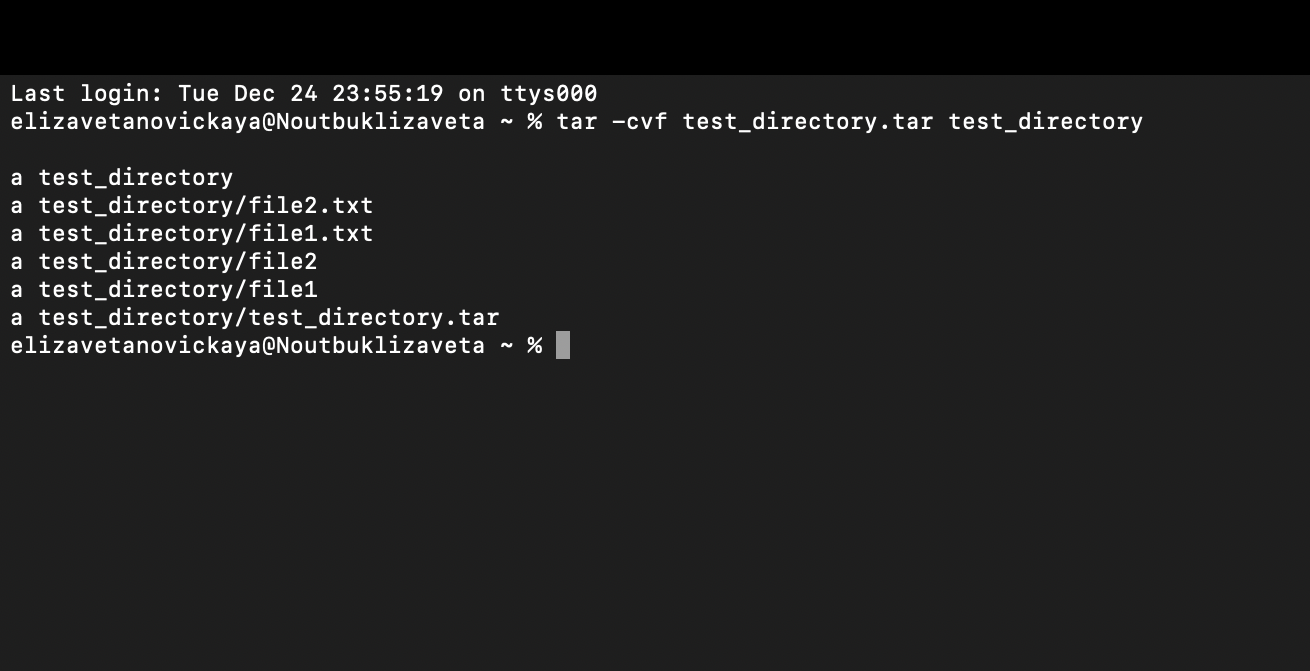 Last login: Tue Dec 24 23:55:19 on ttys000
elizavetanovickaya@Noutbuklizaveta ~ % tar -cvf test_directory.tar test_directory
a test_directory
a test_directory/file2.txt
a test_directory/file1.txt
a test_directory/file2
a test_directory/file1
a test_directory/test_directory.tar
elizavetanovickaya@Noutbuklizaveta ~ %